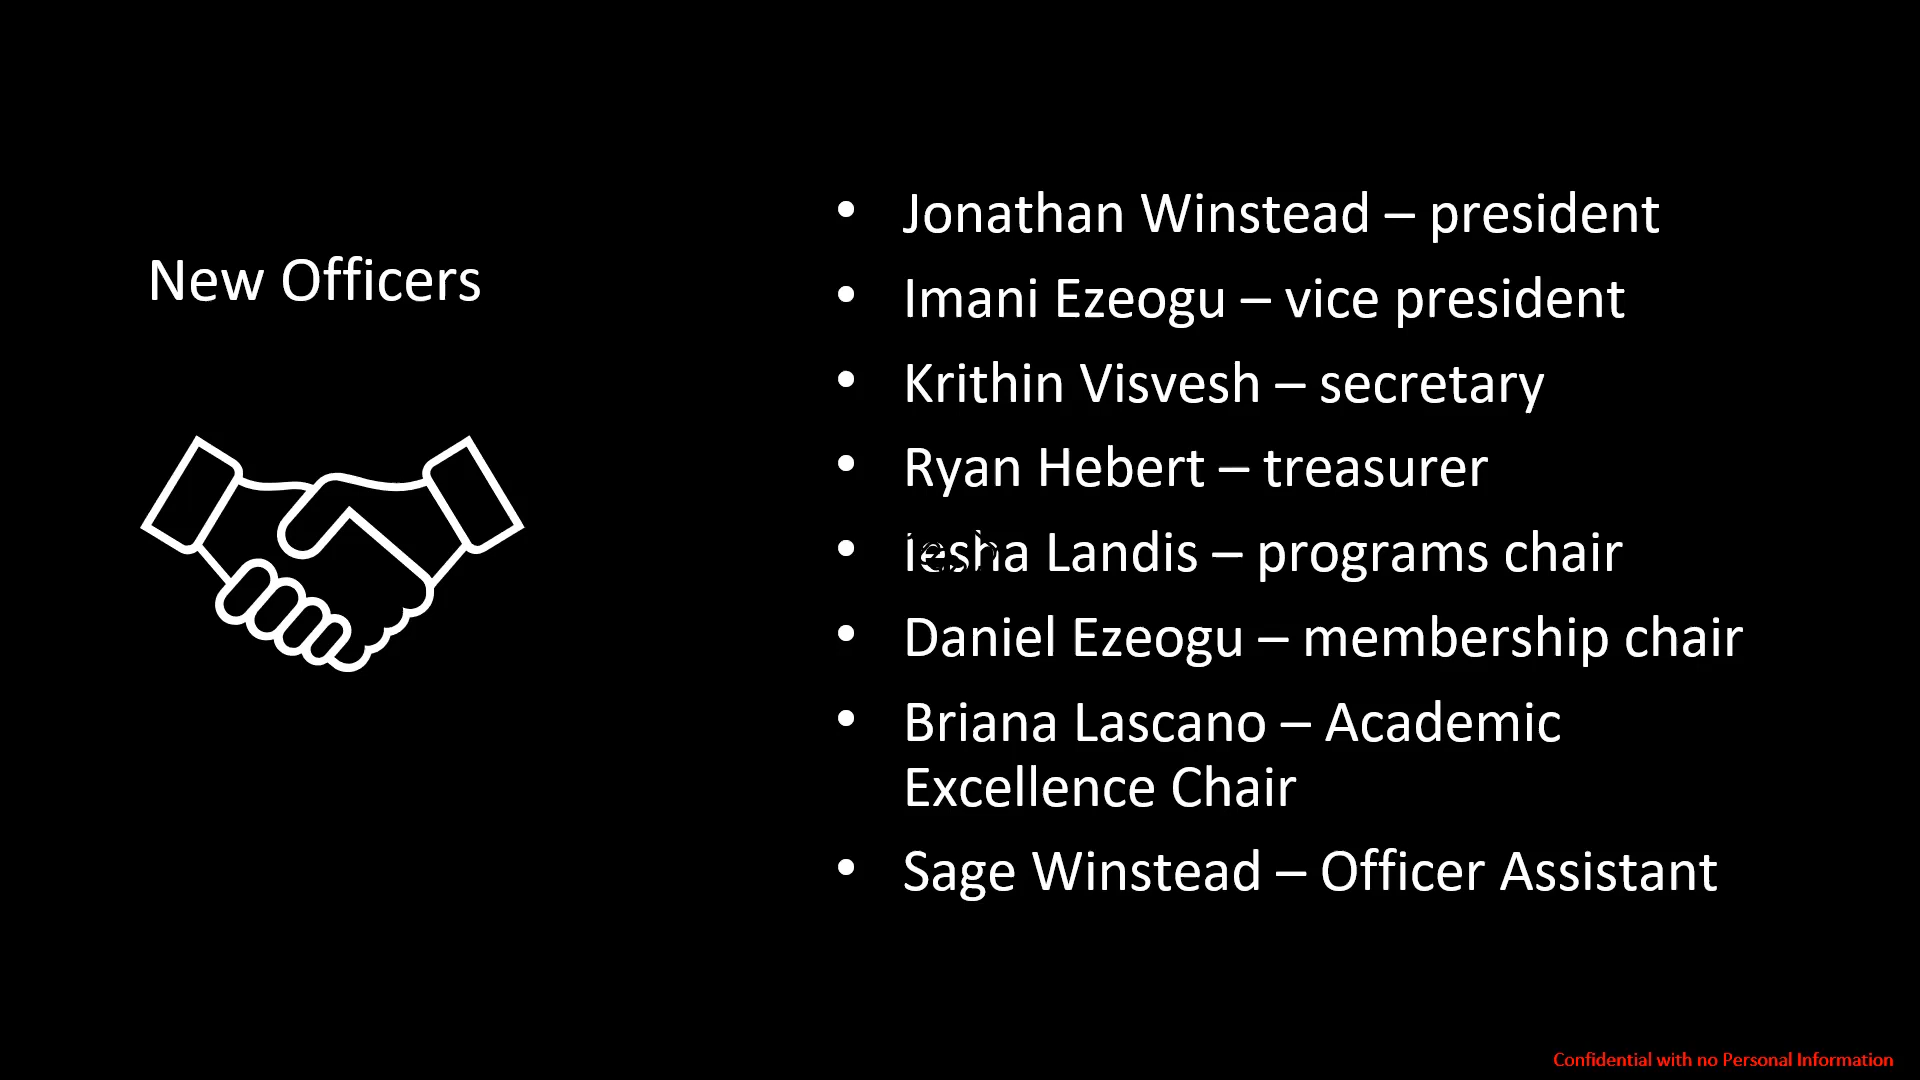 New Officers
• Jonathan Winstead – president
• Imani Ezeogu – vice president
• Krithin Visvesh – secretary
• Ryan Hebert – treasurer
• Landis – programs chair
• Daniel Ezeogu – membership chair
• Briana Lascano – Academic
Excellence Chair
• Sage Winstead – Officer Assistant
Confidential with no Personal Information